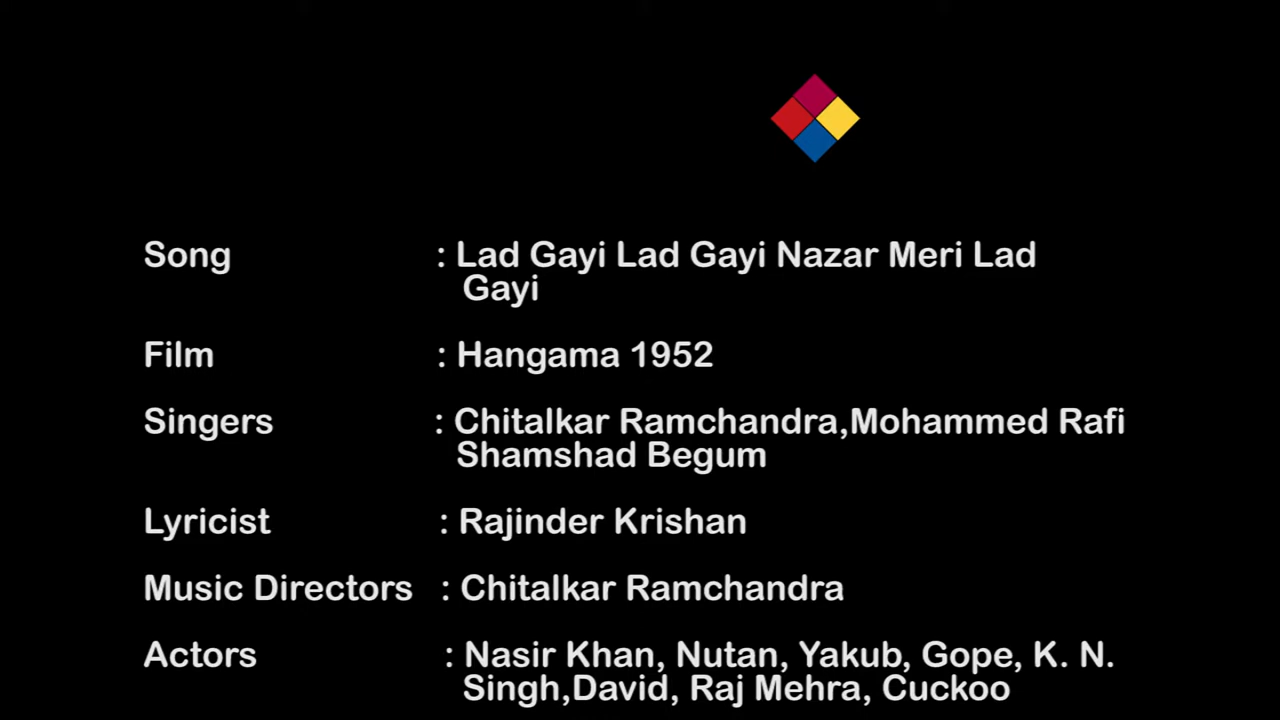 Song : Lad Gayi Lad Gayi Nazar Meri Lad
Gayi
Film : Hangama 1952
Singers : Chitalkar Ramchandra,Mohammed Rafi
Shamshad Begum
Lyricist : Rajinder Krishan
Music Directors : Chitalkar Ramchandra
Actors : Nasir Khan, Nutan, Yakub, Gope, K. N.
Singh,David, Raj Mehra, Cuckoo